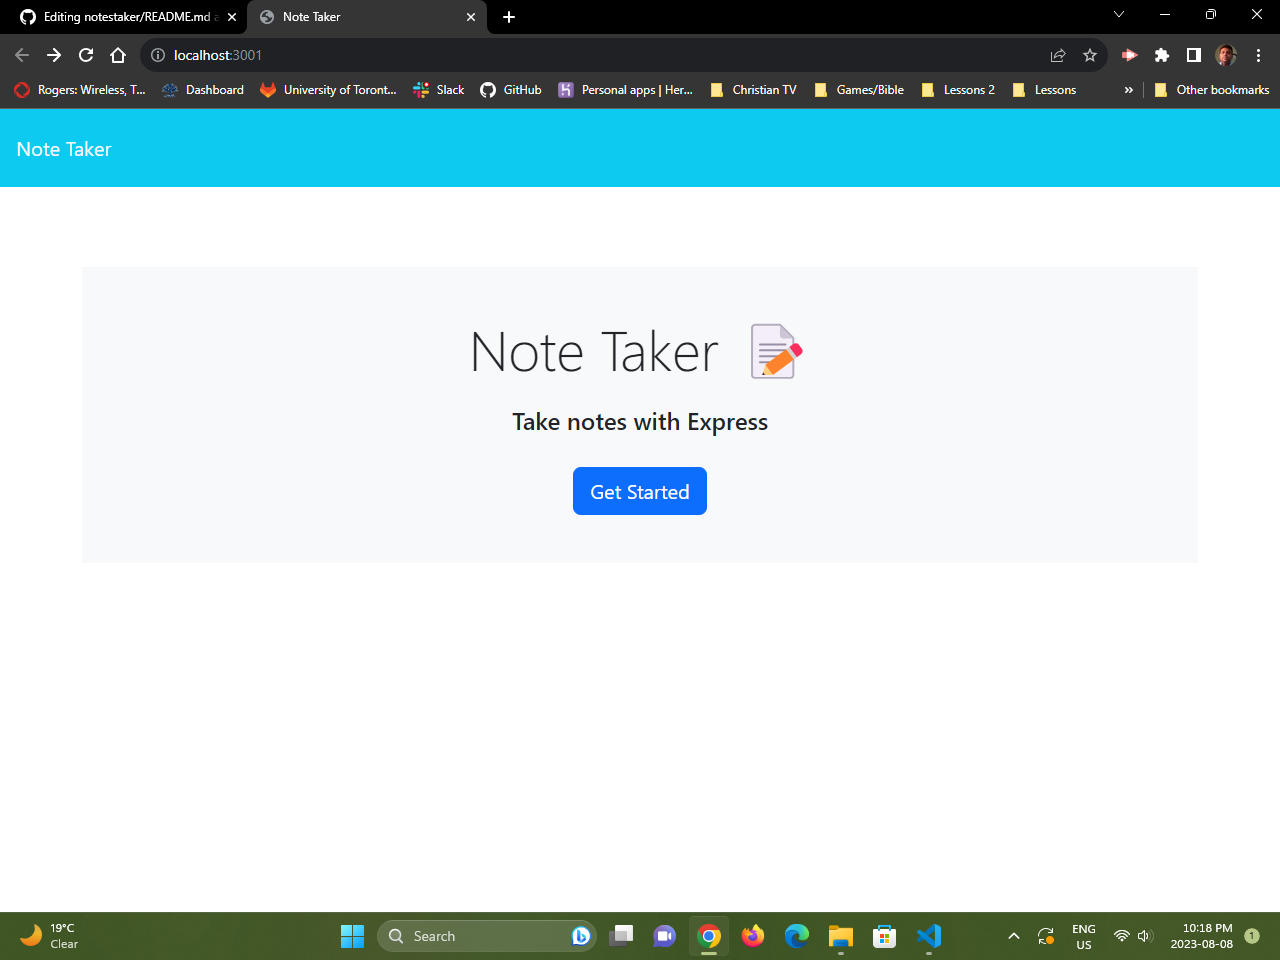 Editing notestaker/README.md a
Note Taker
localhost:3001
Rogers: Wireless, T...
Dashboard
University of Toront...
Slack
GitHub
Personal apps | Her...
Christian TV
Games/Bible
Lessons 2
Lessons
»
Other bookmarks
Note Taker
Note Taker
Take notes with Express
Get Started
19°C
Clear
Search
ENG
US
10:18 PM
2023-08-08
1